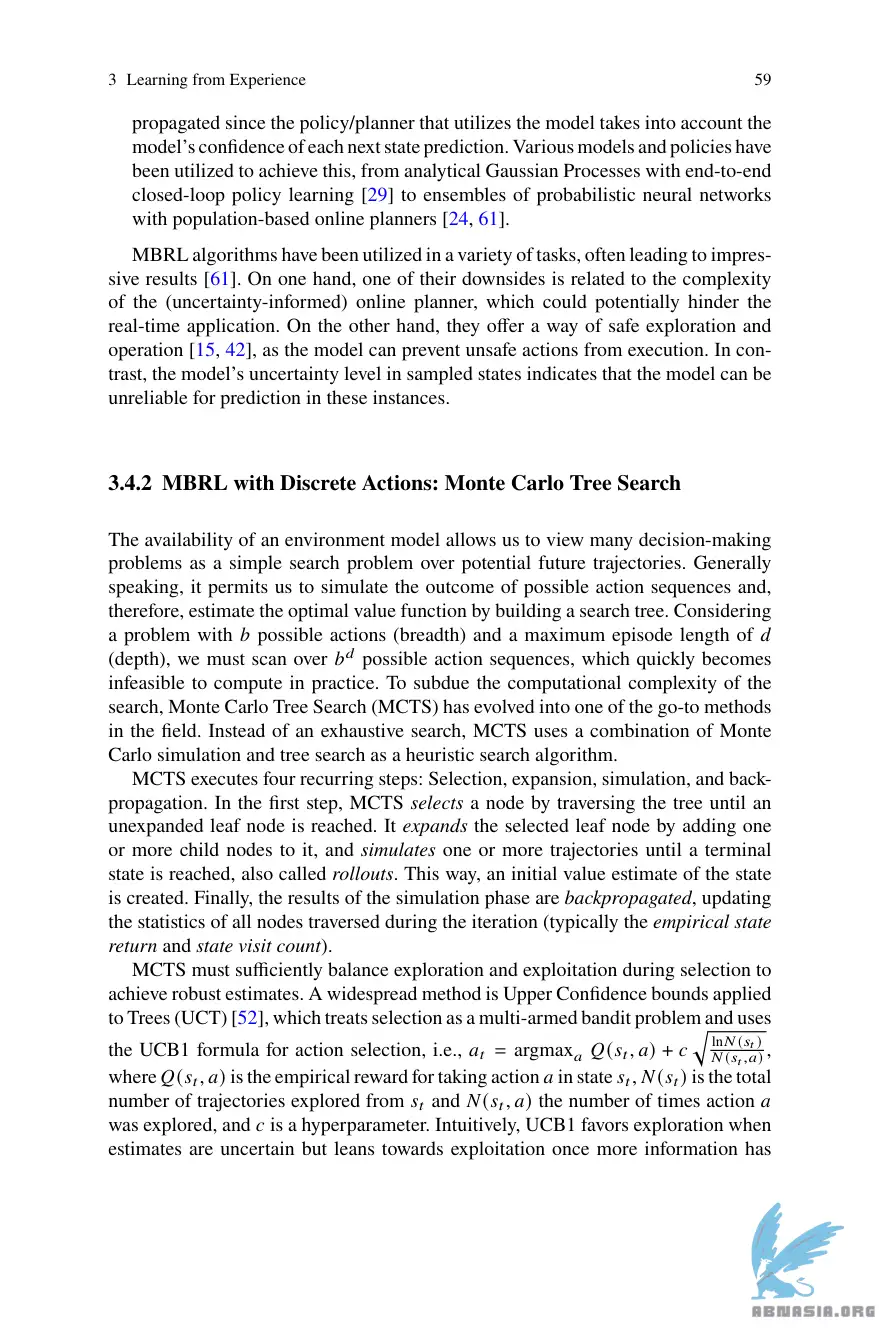 3 Learning from Experience 59
propagated since the policy/planner that utilizes the model takes into account the
model's confidence of each next state prediction. Various models and policies have
been utilized to achieve this, from analytical Gaussian Processes with end-to-end
closed-loop policy learning [29] to ensembles of probabilistic neural networks
with population-based online planners [24, 61].
MBRL algorithms have been utilized in a variety of tasks, often leading to impres-
sive results [61]. On one hand, one of their downsides is related to the complexity
of the (uncertainty-informed) online planner, which could potentially hinder the
real-time application. On the other hand, they offer a way of safe exploration and
operation [15, 42], as the model can prevent unsafe actions from execution. In con-
trast, the model's uncertainty level in sampled states indicates that the model can be
unreliable for prediction in these instances.
3.4.2 MBRL with Discrete Actions: Monte Carlo Tree Search
The availability of an environment model allows us to view many decision-making
problems as a simple search problem over potential future trajectories. Generally
speaking, it permits us to simulate the outcome of possible action sequences and,
therefore, estimate the optimal value function by building a search tree. Considering
a problem with b possible actions (breadth) and a maximum episode length of d
(depth), we must scan over b^d possible action sequences, which quickly becomes
infeasible to compute in practice. To subdue the computational complexity of the
search, Monte Carlo Tree Search (MCTS) has evolved into one of the go-to methods
in the field. Instead of an exhaustive search, MCTS uses a combination of Monte
Carlo simulation and tree search as a heuristic search algorithm.
MCTS executes four recurring steps: Selection, expansion, simulation, and back-
propagation. In the first step, MCTS selects a node by traversing the tree until an
unexpanded leaf node is reached. It expands the selected leaf node by adding one
or more child nodes to it, and simulates one or more trajectories until a terminal
state is reached, also called rollouts. This way, an initial value estimate of the state
is created. Finally, the results of the simulation phase are backpropagated, updating
the statistics of all nodes traversed during the iteration (typically the empirical state
return and state visit count).
MCTS must sufficiently balance exploration and exploitation during selection to
achieve robust estimates. A widespread method is Upper Confidence bounds applied
to Trees (UCT) [52], which treats selection as a multi-armed bandit problem and uses
the UCB1 formula for action selection, i.e., a_t = argmax_a Q(s_t, a) + c √(lnN(s_t)/N(s_t,a)),
where Q(s_t, a) is the empirical reward for taking action a in state s_t, N(s_t) is the total
number of trajectories explored from s_t and N(s_t, a) the number of times action a
was explored, and c is a hyperparameter. Intuitively, UCB1 favors exploration when
estimates are uncertain but leans towards exploitation once more information has
ABNASIA.ORG